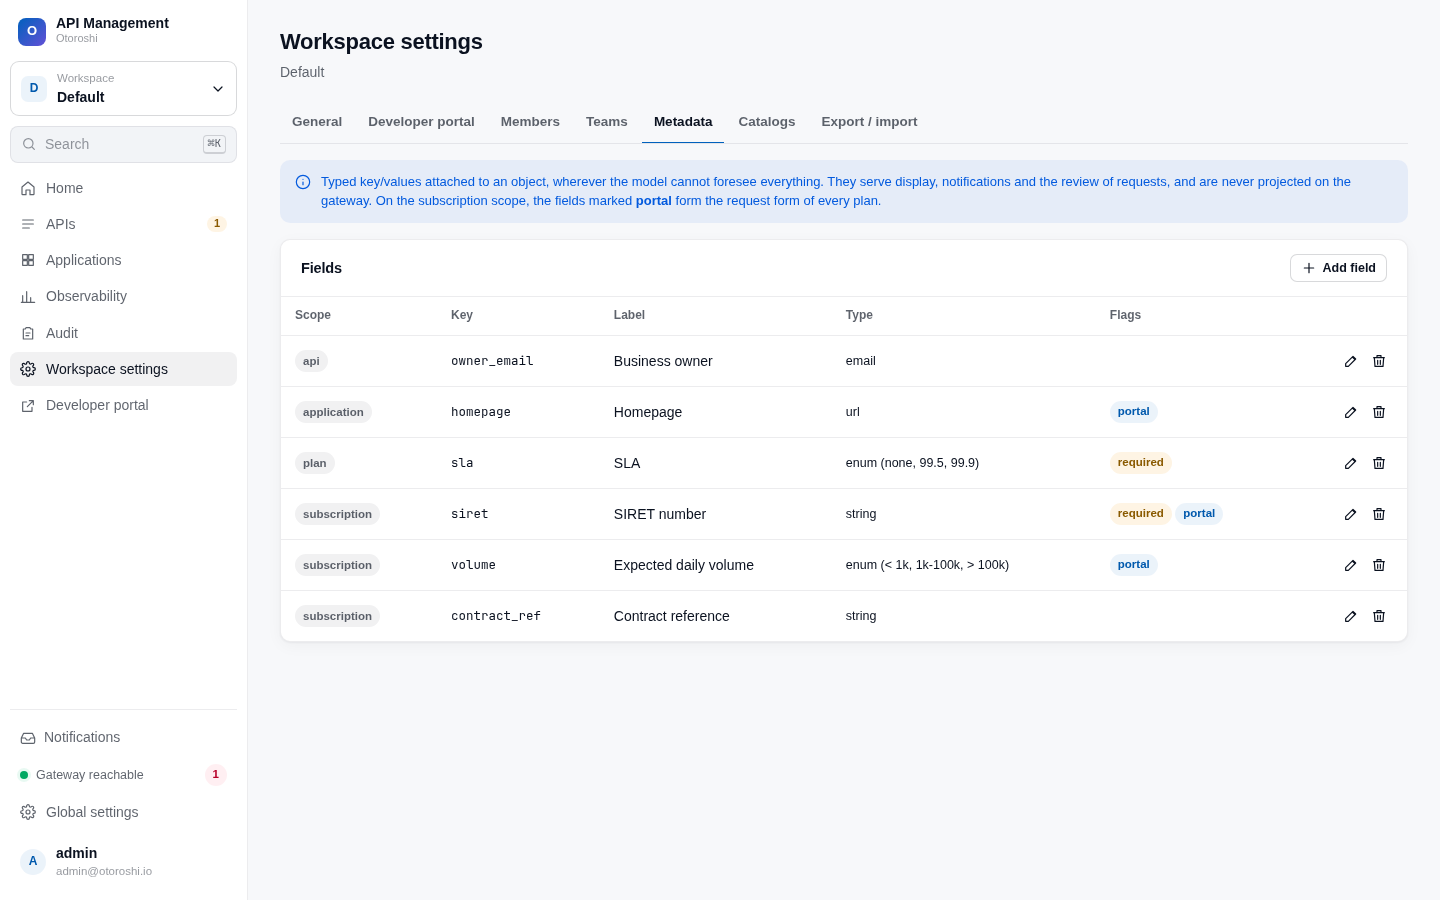 O
API Management
Otoroshi
D
Workspace
Default
Search
⌘K
Home
APIs
1
Applications
Observability
Audit
Workspace settings
Developer portal
Notifications
Gateway reachable
1
Global settings
A
admin
admin@otoroshi.io
Workspace settings
Default
General Developer portal Members Teams Metadata Catalogs Export / import
Typed key/values attached to an object, wherever the model cannot foresee everything. They serve display, notifications and the review of requests, and are never projected on the
gateway. On the subscription scope, the fields marked portal form the request form of every plan.
Fields
Add field
Scope Key Label Type Flags
api owner_email Business owner email
application homepage Homepage url portal
plan sla SLA enum (none, 99.5, 99.9) required
subscription siret SIRET number string required portal
subscription volume Expected daily volume enum (< 1k, 1k-100k, > 100k) portal
subscription contract_ref Contract reference string